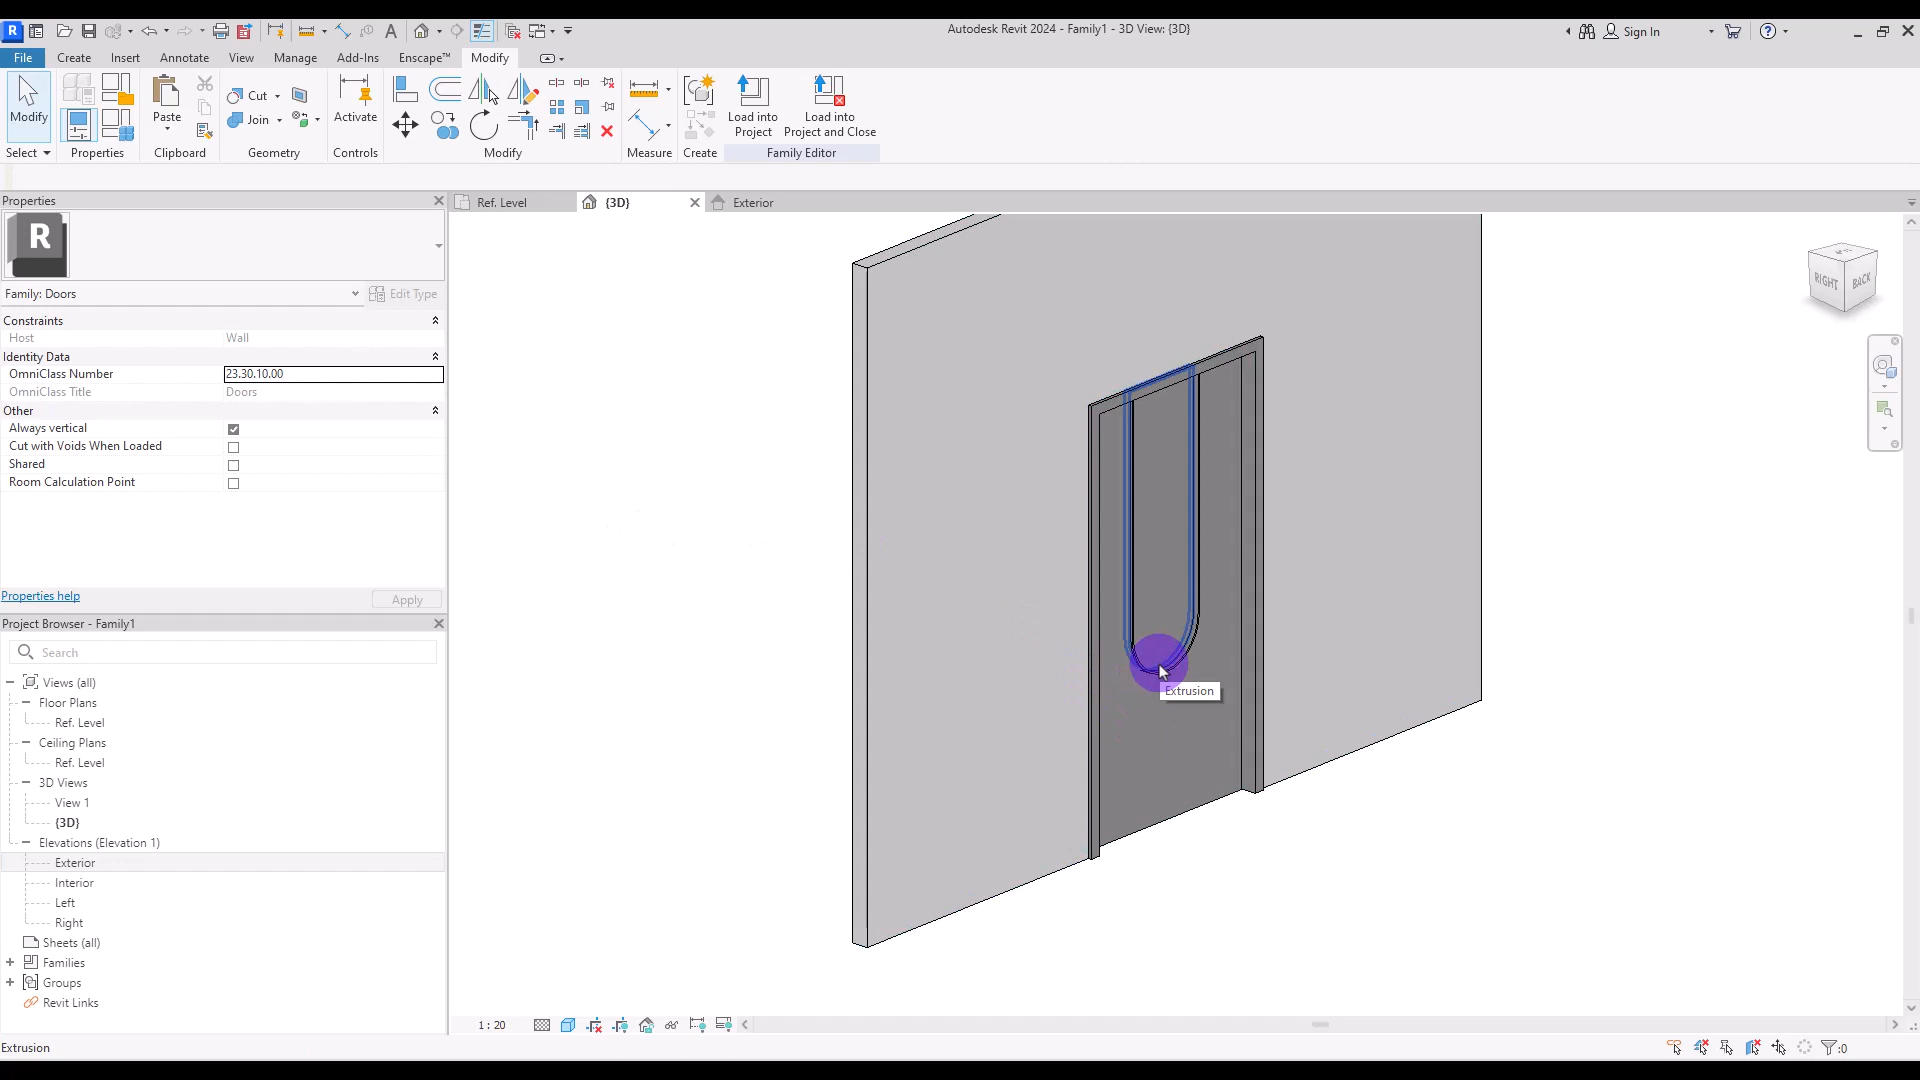 Autodesk Revit 2024 - Family1 - 3D View: {3D}
Sign In
File
Create
Insert
Annotate
View
Manage
Add-Ins
Enscape™
Modify
Modify
Paste
Cut
Join
Activate
Load into
Project
Load into
Project and Close
Select
Properties
Clipboard
Geometry
Controls
Modify
Measure
Create
Family Editor
Properties
R
Family: Doors
Edit Type
Constraints
Host
Wall
Identity Data
OmniClass Number
23.30.10.00
OmniClass Title
Doors
Other
Always vertical
Cut with Voids When Loaded
Shared
Room Calculation Point
Properties help
Apply
Project Browser - Family1
Search
Views (all)
Floor Plans
Ref. Level
Ceiling Plans
Ref. Level
3D Views
View 1
{3D}
Elevations (Elevation 1)
Exterior
Interior
Left
Right
Sheets (all)
Families
Groups
Revit Links
Ref. Level
{3D}
Exterior
RIGHT
BACK
Extrusion
1 : 20
Extrusion
:0